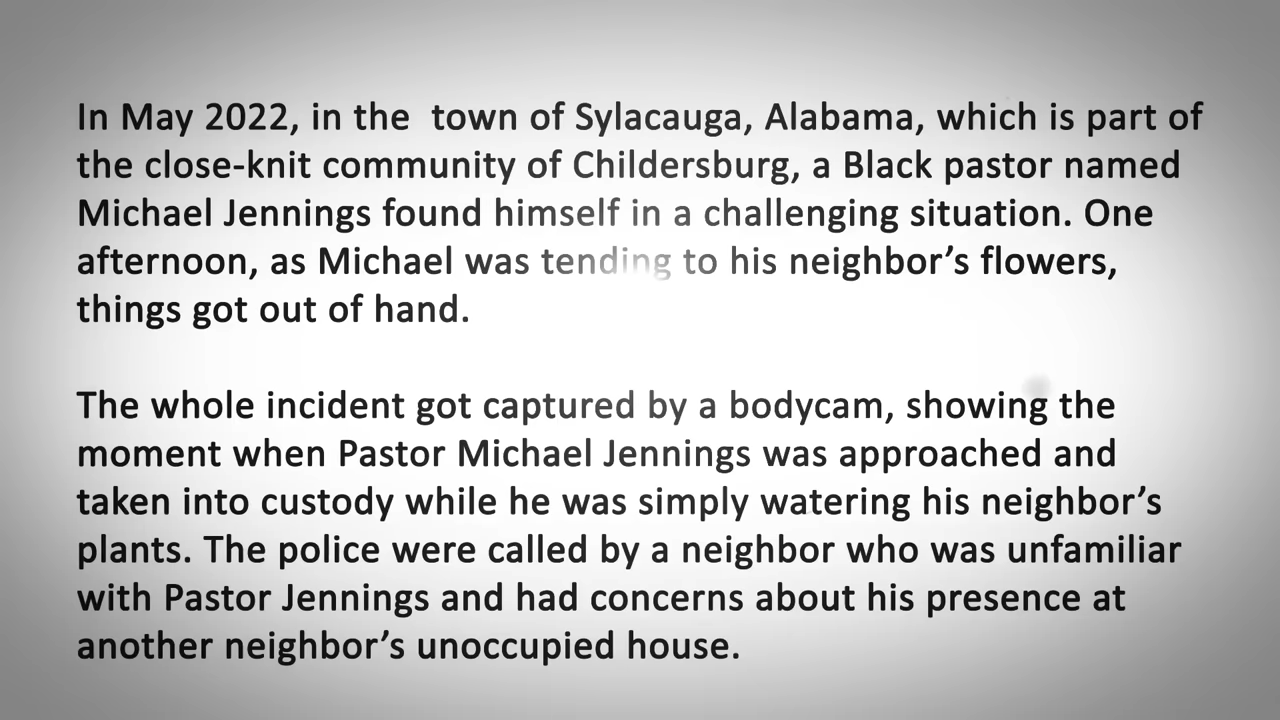 In May 2022, in the  town of Sylacauga, Alabama, which is part of
the close-knit community of Childersburg, a Black pastor named
Michael Jennings found himself in a challenging situation. One
afternoon, as Michael was tending to his neighbor’s flowers,
things got out of hand.
The whole incident got captured by a bodycam, showing the
moment when Pastor Michael Jennings was approached and
taken into custody while he was simply watering his neighbor’s
plants. The police were called by a neighbor who was unfamiliar
with Pastor Jennings and had concerns about his presence at
another neighbor’s unoccupied house.